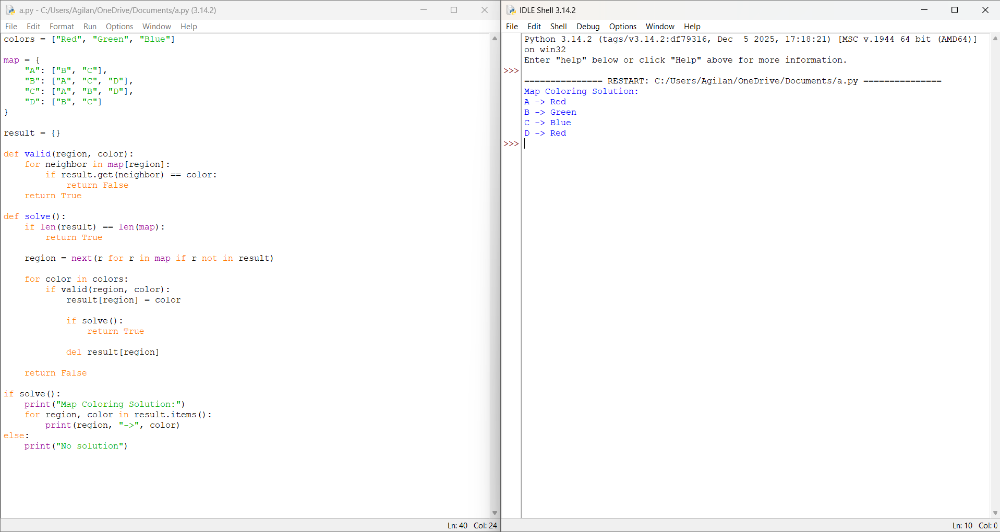 a.py - C:/Users/Agilan/OneDrive/Documents/a.py (3.14.2)
File Edit Format Run Options Window Help
colors = ["Red", "Green", "Blue"]

map = {
    "A": ["B", "C"],
    "B": ["A", "C", "D"],
    "C": ["A", "B", "D"],
    "D": ["B", "C"]
}

result = {}

def valid(region, color):
    for neighbor in map[region]:
        if result.get(neighbor) == color:
            return False
    return True

def solve():
    if len(result) == len(map):
        return True

    region = next(r for r in map if r not in result)

    for color in colors:
        if valid(region, color):
            result[region] = color

            if solve():
                return True

            del result[region]

    return False

if solve():
    print("Map Coloring Solution:")
    for region, color in result.items():
        print(region, "->", color)
else:
    print("No solution")
Ln: 40 Col: 24
IDLE Shell 3.14.2
File Edit Shell Debug Options Window Help
Python 3.14.2 (tags/v3.14.2:df79316, Dec  5 2025, 17:18:21) [MSC v.1944 64 bit (AMD64)]
on win32
Enter "help" below or click "Help" above for more information.
>>>
=============== RESTART: C:/Users/Agilan/OneDrive/Documents/a.py ===============
Map Coloring Solution:
A -> Red
B -> Green
C -> Blue
D -> Red
>>>
Ln: 10 Col: 0